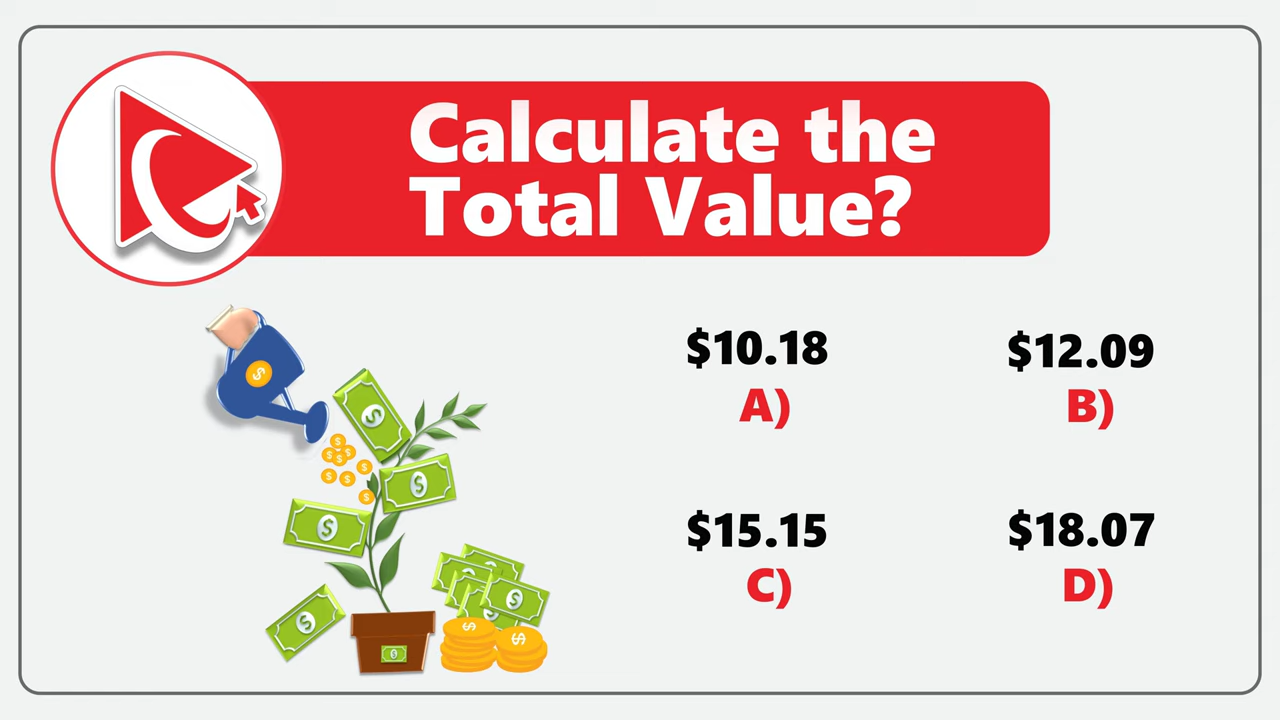 Calculate the
Total Value?
$10.18
A)
$12.09
B)
$15.15
C)
$18.07
D)